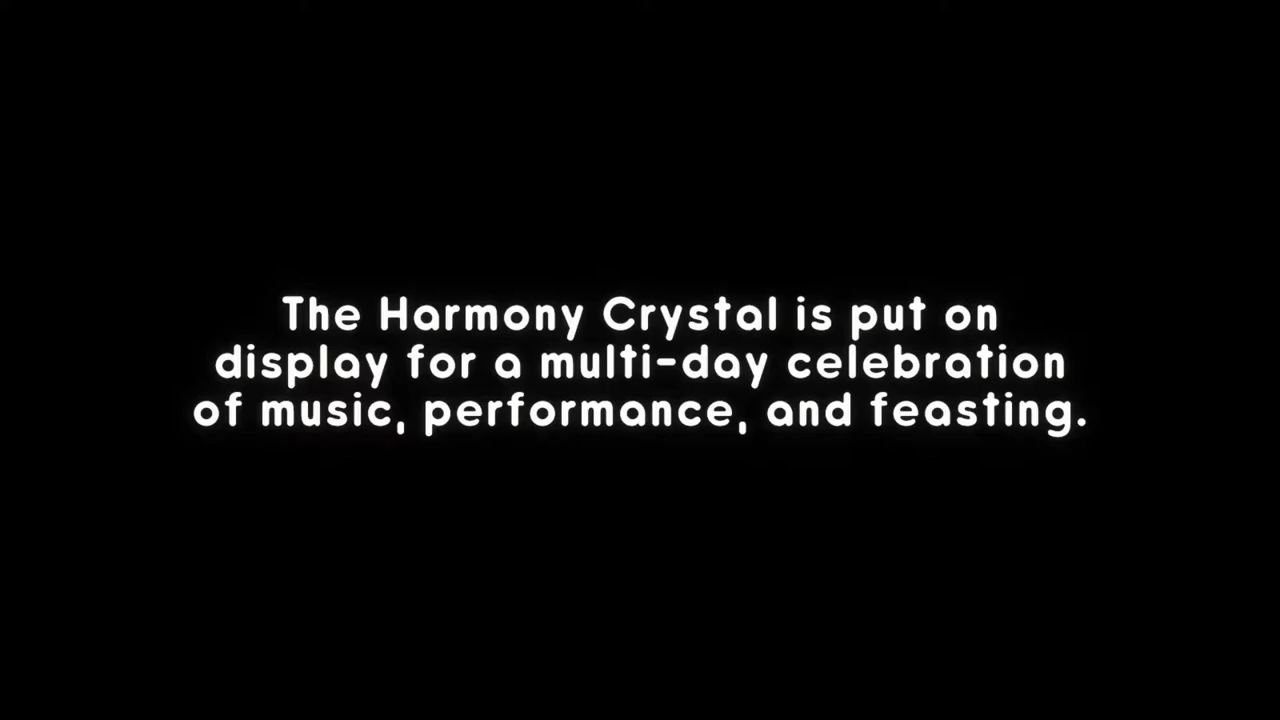 The Harmony Crystal is put on
display for a multi-day celebration
of music, performance, and feasting.